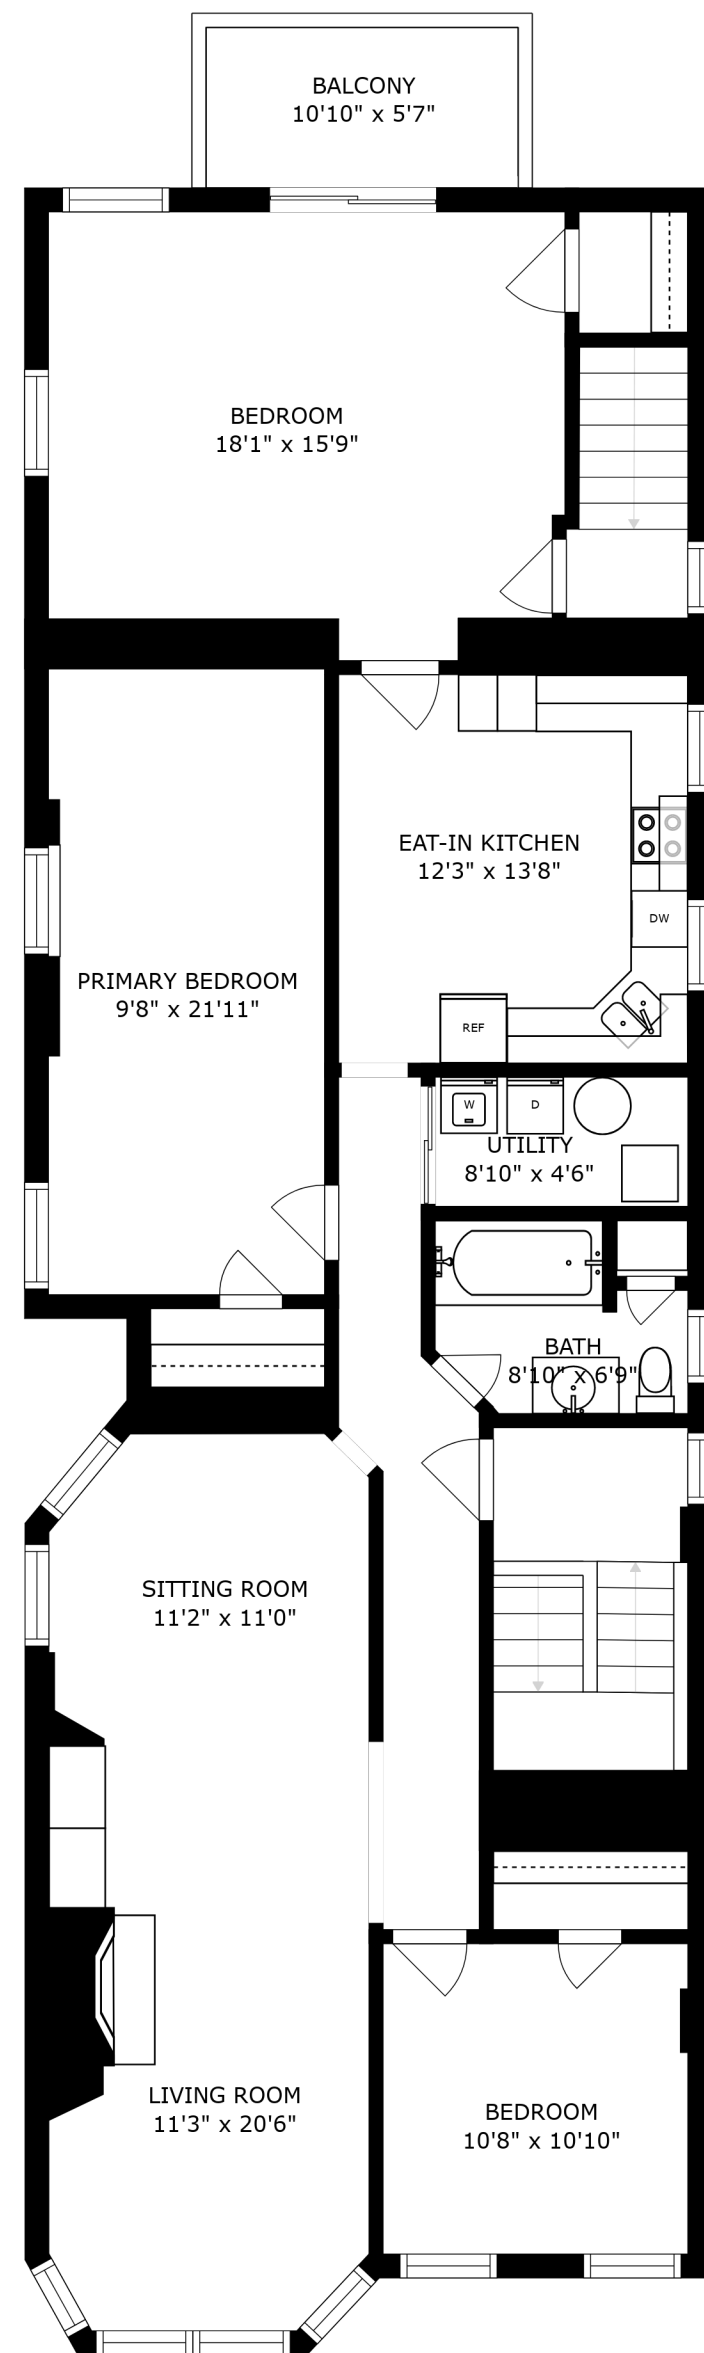 BALCONY
10'10" x 5'7"
BEDROOM
18'1" x 15'9"
EAT-IN KITCHEN
12'3" x 13'8"
DW
PRIMARY BEDROOM
9'8" x 21'11"
REF
W
D
UTILITY
8'10" x 4'6"
BATH
8'10" x 6'9"
SITTING ROOM
11'2" x 11'0"
LIVING ROOM
11'3" x 20'6"
BEDROOM
10'8" x 10'10"